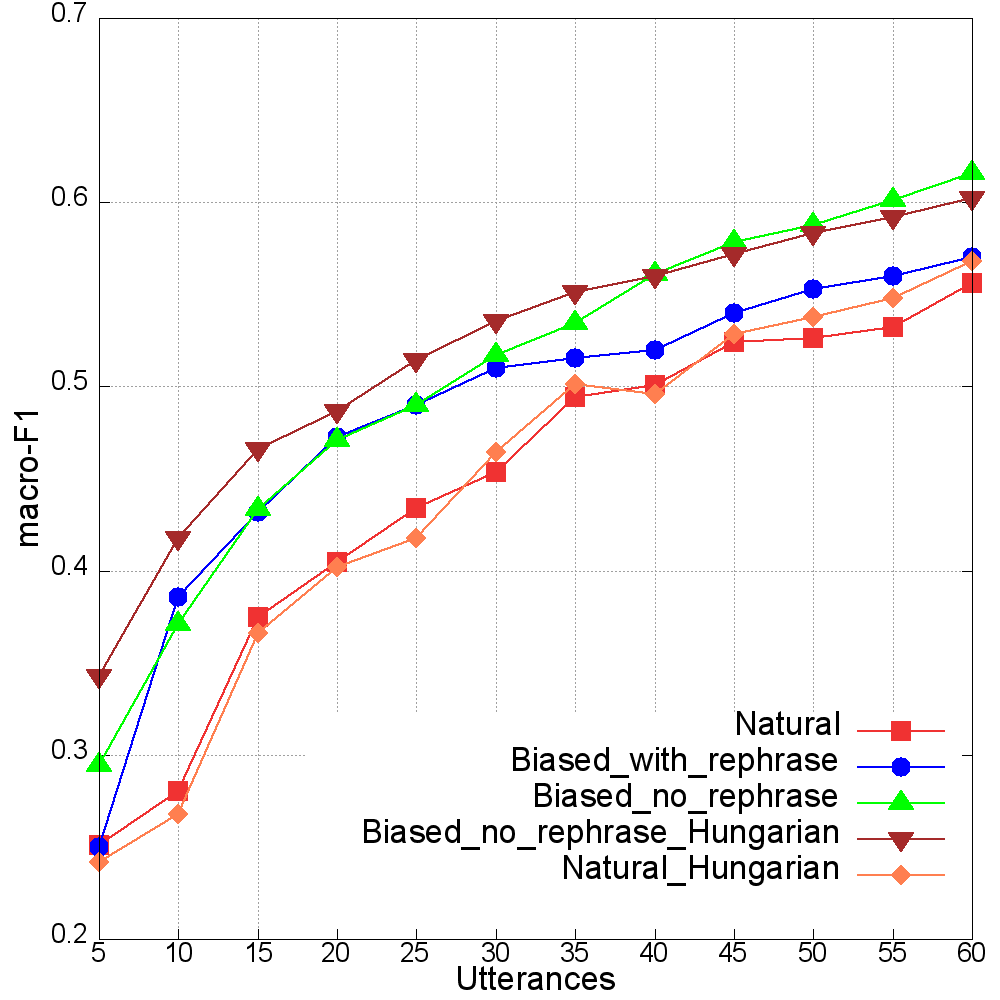 0.7
0.6
0.5
0.4
0.3
0.2
macro-F1
Natural
Biased_with_rephrase
Biased_no_rephrase
Biased_no_rephrase_Hungarian
Natural_Hungarian
5 10 15 20 25 30 35 40 45 50 55 60
Utterances